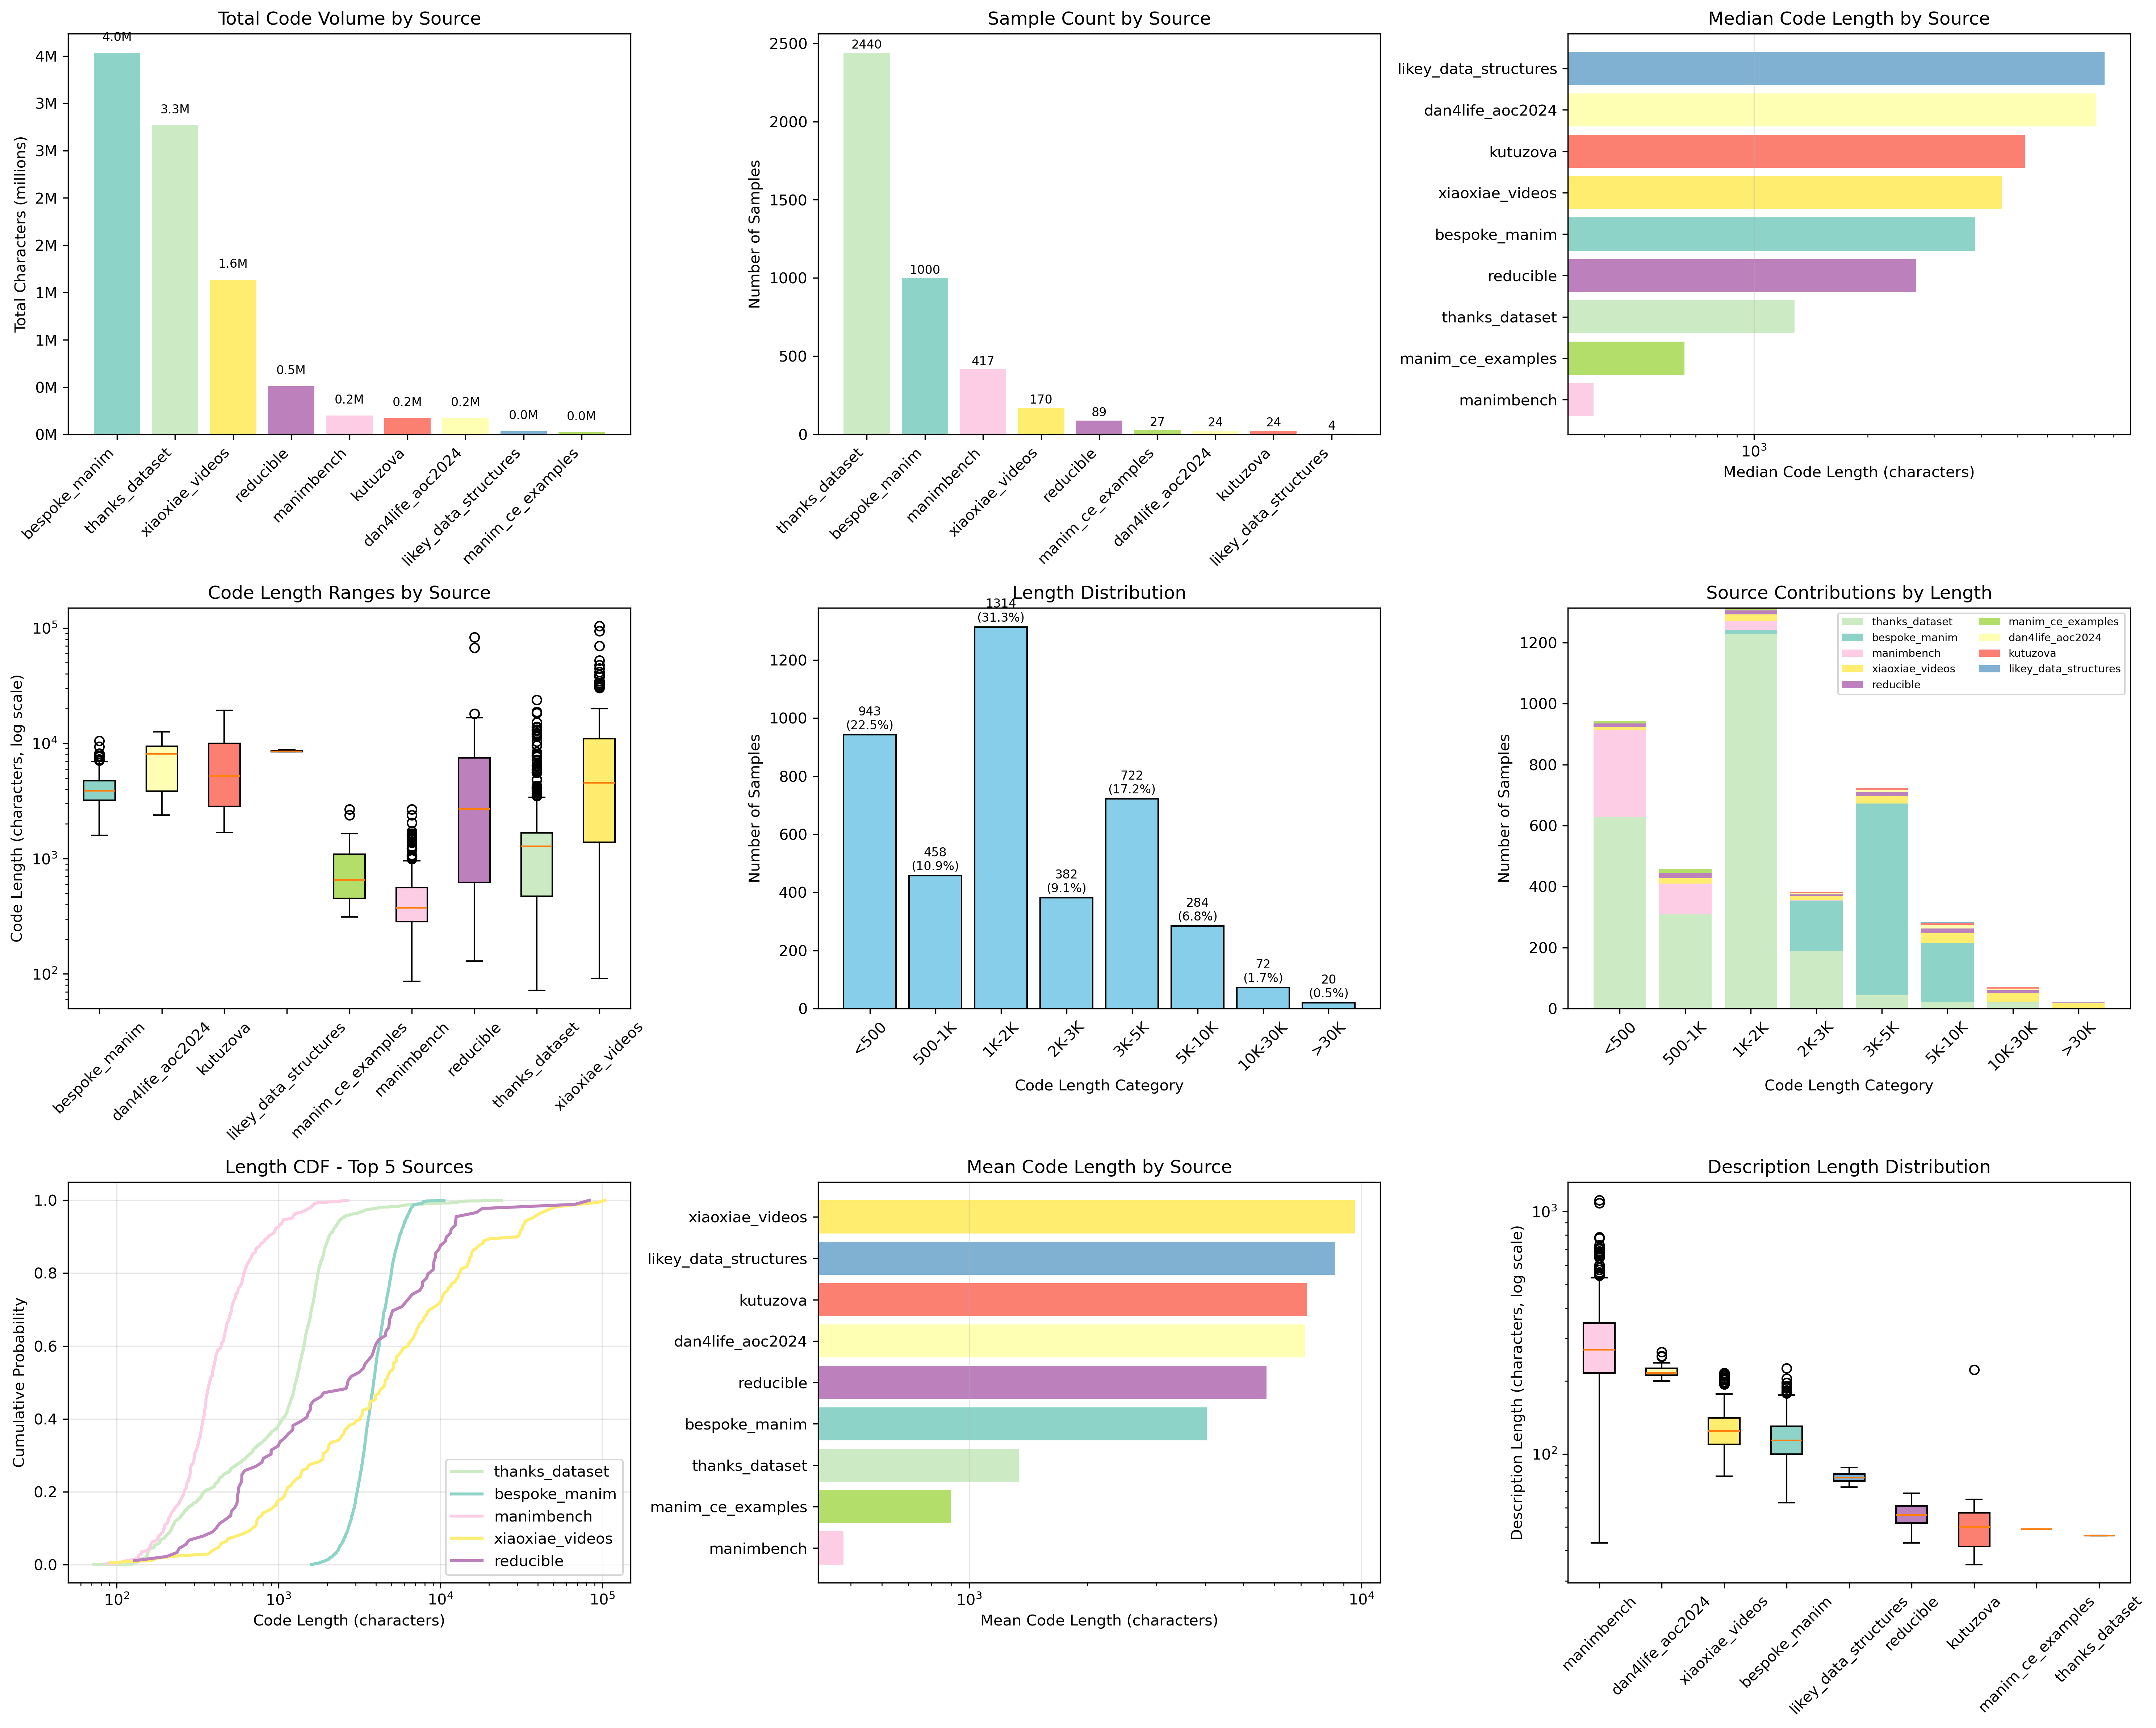 Total Code Volume by Source
Total Characters (millions)
4M
3M
3M
2M
2M
1M
1M
0M
0M
4.0M
3.3M
1.6M
0.5M
0.2M
0.2M
0.2M
0.0M
0.0M
bespoke_manim
thanks_dataset
xiaoxiae_videos
reducible
manimbench
kutuzova
dan4life_aoc2024
likey_data_structures
manim_ce_examples
Sample Count by Source
Number of Samples
2500
2000
1500
1000
500
0
2440
1000
417
170
89
27
24
24
4
thanks_dataset
bespoke_manim
manimbench
xiaoxiae_videos
reducible
manim_ce_examples
dan4life_aoc2024
kutuzova
likey_data_structures
Median Code Length by Source
likey_data_structures
dan4life_aoc2024
kutuzova
xiaoxiae_videos
bespoke_manim
reducible
thanks_dataset
manim_ce_examples
manimbench
10³
Median Code Length (characters)
Code Length Ranges by Source
Code Length (characters, log scale)
10⁵
10⁴
10³
10²
bespoke_manim
dan4life_aoc2024
kutuzova
likey_data_structures
manim_ce_examples
manimbench
reducible
thanks_dataset
xiaoxiae_videos
Length Distribution
Number of Samples
1200
1000
800
600
400
200
0
943
(22.5%)
458
(10.9%)
1314
(31.3%)
382
(9.1%)
722
(17.2%)
284
(6.8%)
72
(1.7%)
20
(0.5%)
<500
500-1K
1K-2K
2K-3K
3K-5K
5K-10K
10K-30K
>30K
Code Length Category
Source Contributions by Length
Number of Samples
1200
1000
800
600
400
200
0
thanks_dataset
bespoke_manim
manimbench
xiaoxiae_videos
reducible
manim_ce_examples
dan4life_aoc2024
kutuzova
likey_data_structures
<500
500-1K
1K-2K
2K-3K
3K-5K
5K-10K
10K-30K
>30K
Code Length Category
Length CDF - Top 5 Sources
Cumulative Probability
1.0
0.8
0.6
0.4
0.2
0.0
thanks_dataset
bespoke_manim
manimbench
xiaoxiae_videos
reducible
10²
10³
10⁴
10⁵
Code Length (characters)
Mean Code Length by Source
xiaoxiae_videos
likey_data_structures
kutuzova
dan4life_aoc2024
reducible
bespoke_manim
thanks_dataset
manim_ce_examples
manimbench
10³
10⁴
Mean Code Length (characters)
Description Length Distribution
Description Length (characters, log scale)
10³
10²
manimbench
dan4life_aoc2024
xiaoxiae_videos
bespoke_manim
likey_data_structures
reducible
kutuzova
manim_ce_examples
thanks_dataset